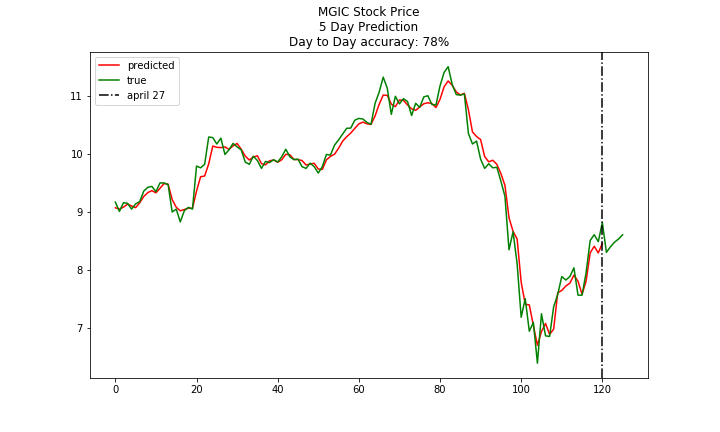 MGIC Stock Price
5 Day Prediction
Day to Day accuracy: 78%
predicted
true
april 27
11
10
9
8
7
0 20 40 60 80 100 120